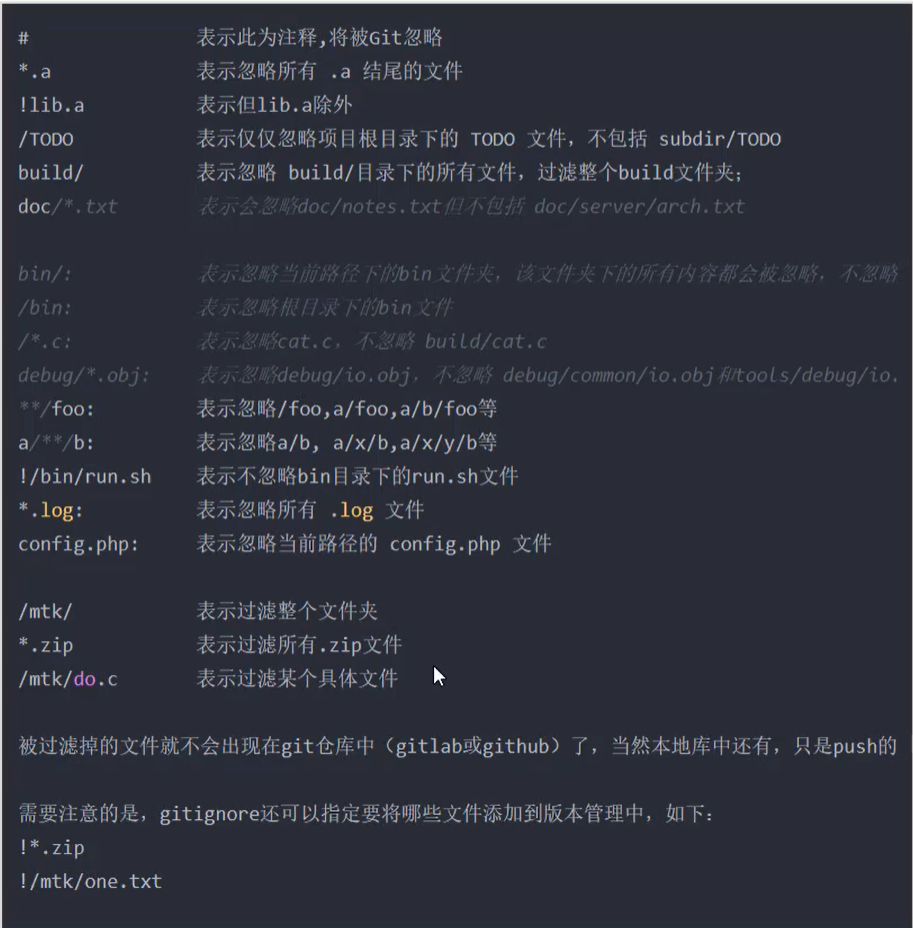 # 表示此为注释,将被Git忽略
*.a 表示忽略所有 .a 结尾的文件
!lib.a 表示但lib.a除外
/TODO 表示仅仅忽略项目根目录下的 TODO 文件，不包括 subdir/TODO
build/ 表示忽略 build/目录下的所有文件，过滤整个build文件夹；
doc/*.txt 表示会忽略doc/notes.txt但不包括 doc/server/arch.txt
bin/: 表示忽略当前路径下的bin文件夹，该文件夹下的所有内容都会被忽略，不忽略
/bin: 表示忽略根目录下的bin文件
/*.c: 表示忽略cat.c，不忽略 build/cat.c
debug/*.obj: 表示忽略debug/io.obj，不忽略 debug/common/io.obj和tools/debug/io.
**/foo: 表示忽略/foo,a/foo,a/b/foo等
a/**/b: 表示忽略a/b, a/x/b,a/x/y/b等
!/bin/run.sh 表示不忽略bin目录下的run.sh文件
*.log: 表示忽略所有 .log 文件
config.php: 表示忽略当前路径的 config.php 文件
/mtk/ 表示过滤整个文件夹
*.zip 表示过滤所有.zip文件
/mtk/do.c 表示过滤某个具体文件
被过滤掉的文件就不会出现在git仓库中（gitlab或github）了，当然本地库中还有，只是push的
需要注意的是，gitignore还可以指定要将哪些文件添加到版本管理中，如下：
!*.zip
!/mtk/one.txt